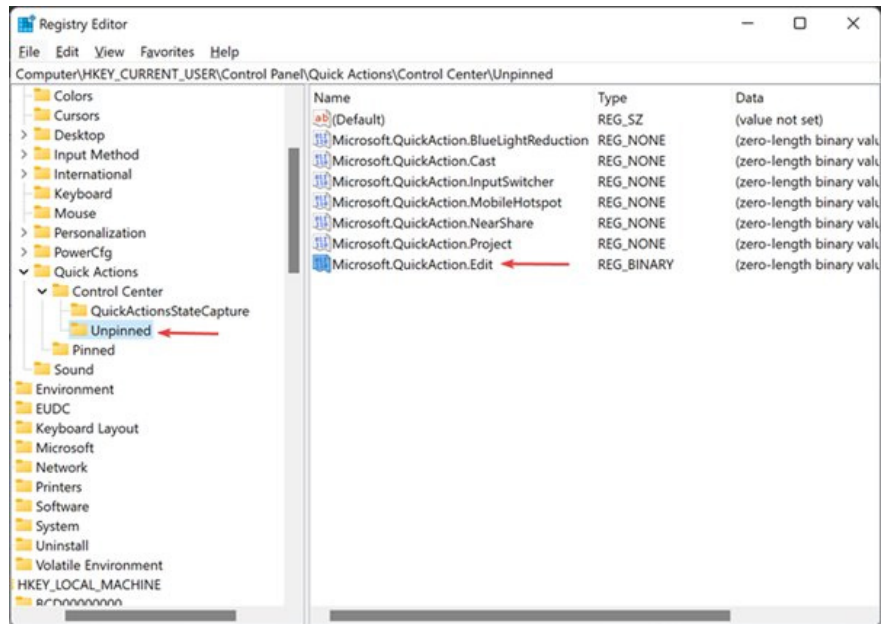 Registry Editor
File Edit View Favorites Help
Computer\HKEY_CURRENT_USER\Control Panel\Quick Actions\Control Center\Unpinned
Colors
Cursors
Desktop
Input Method
International
Keyboard
Mouse
Personalization
PowerCfg
Quick Actions
Control Center
QuickActionsStateCapture
Unpinned
Pinned
Sound
Environment
EUDC
Keyboard Layout
Microsoft
Network
Printers
Software
System
Uninstall
Volatile Environment
HKEY_LOCAL_MACHINE
BCD00000000
Name Type Data
(Default) REG_SZ (value not set)
Microsoft.QuickAction.BlueLightReduction REG_NONE (zero-length binary valu
Microsoft.QuickAction.Cast REG_NONE (zero-length binary valu
Microsoft.QuickAction.InputSwitcher REG_NONE (zero-length binary valu
Microsoft.QuickAction.MobileHotspot REG_NONE (zero-length binary valu
Microsoft.QuickAction.NearShare REG_NONE (zero-length binary valu
Microsoft.QuickAction.Project REG_NONE (zero-length binary valu
Microsoft.QuickAction.Edit REG_BINARY (zero-length binary valu